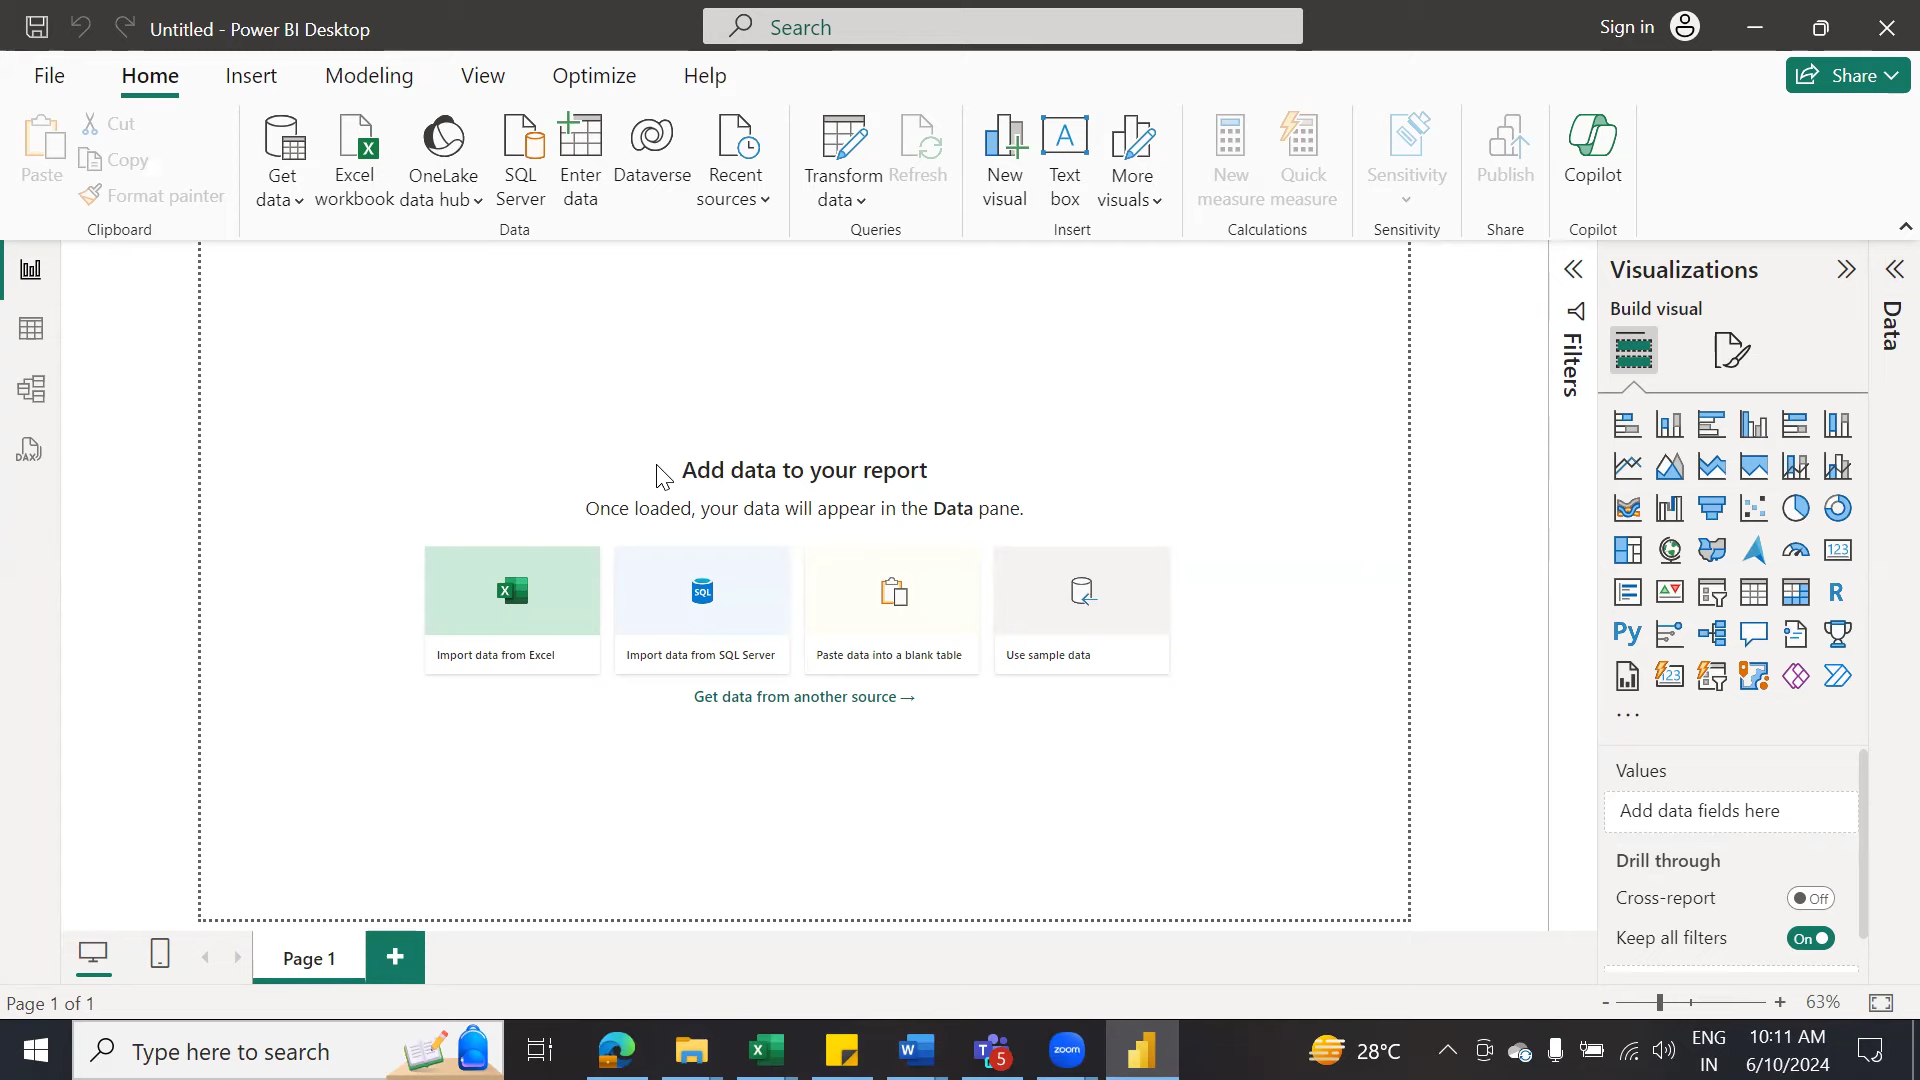 Untitled - Power BI Desktop
Search
Sign in
File Home Insert Modeling View Optimize Help
Share
Paste
Cut
Copy
Format painter
Clipboard
Get data
Excel workbook
OneLake data hub
SQL Server
Enter data
Dataverse
Recent sources
Data
Transform data
Refresh
Queries
New visual
Text box
More visuals
Insert
New measure
Quick measure
Calculations
Sensitivity
Sensitivity
Publish
Share
Copilot
Copilot
DAX
Add data to your report
Once loaded, your data will appear in the Data pane.
X
SQL
Import data from Excel
Import data from SQL Server
Paste data into a blank table
Use sample data
Get data from another source →
Filters
Visualizations
Build visual
123
R
Py
123
...
Values
Add data fields here
Drill through
Cross-report
Off
Keep all filters
On
Data
Page 1
+
Page 1 of 1
- + 63%
Type here to search
X
W
T 5
zoom
28°C
ENG
IN
10:11 AM
6/10/2024